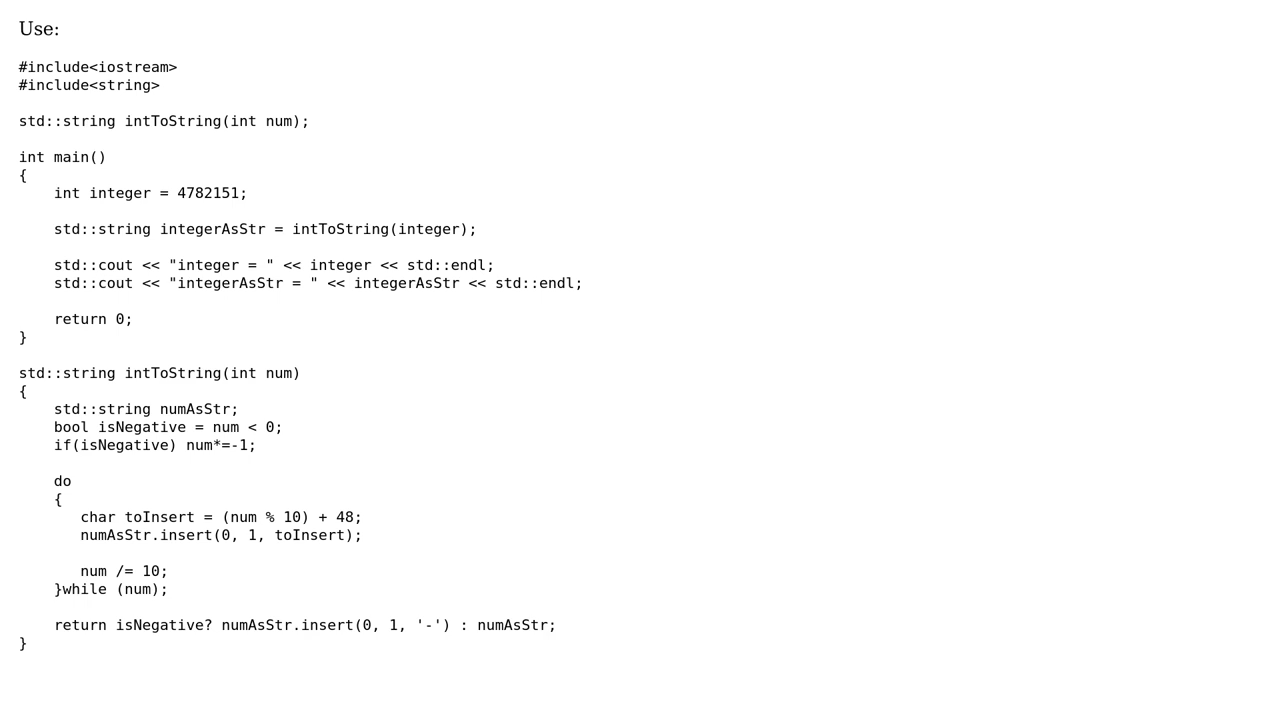 Use:
#include<iostream>
#include<string>

std::string intToString(int num);

int main()
{
    int integer = 4782151;

    std::string integerAsStr = intToString(integer);

    std::cout << "integer = " << integer << std::endl;
    std::cout << "integerAsStr = " << integerAsStr << std::endl;

    return 0;
}

std::string intToString(int num)
{
    std::string numAsStr;
    bool isNegative = num < 0;
    if(isNegative) num*=-1;

    do
    {
       char toInsert = (num % 10) + 48;
       numAsStr.insert(0, 1, toInsert);

       num /= 10;
    }while (num);

    return isNegative? numAsStr.insert(0, 1, '-') : numAsStr;
}